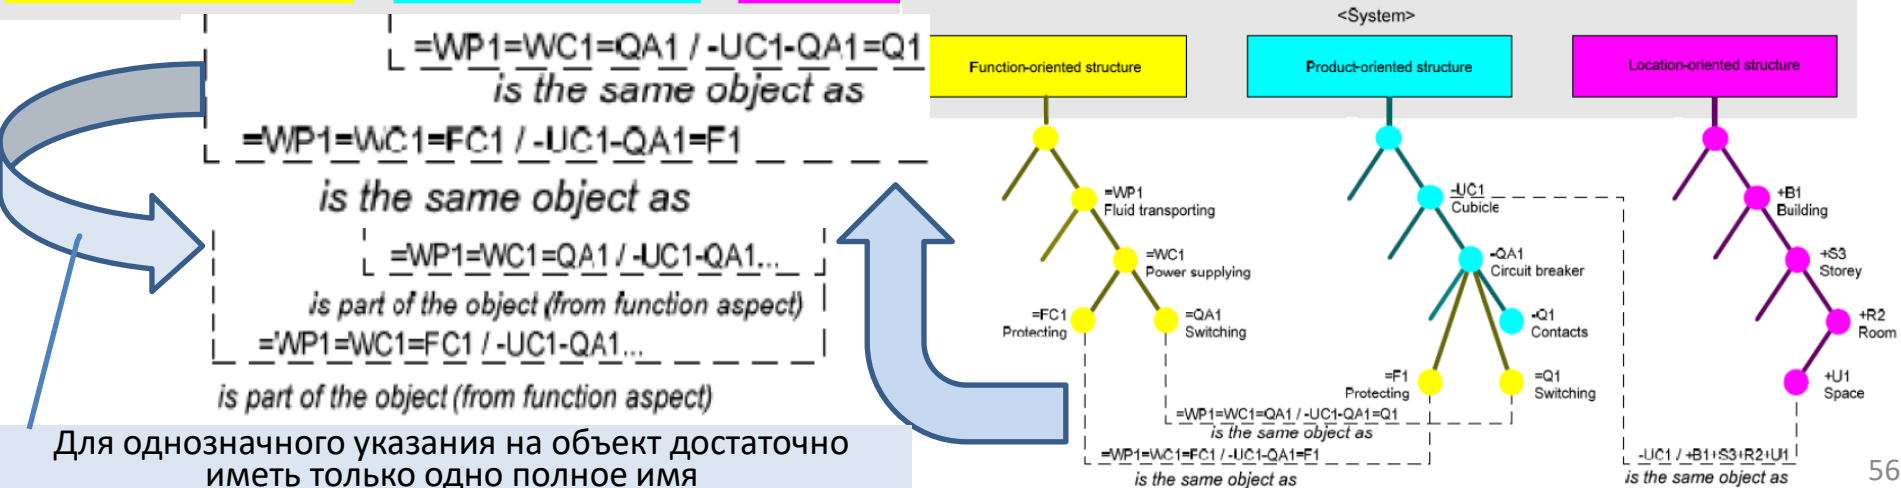 =WP1=WC1=QA1 / -UC1-QA1=Q1
is the same object as
=WP1=WC1=FC1 / -UC1-QA1=F1
is the same object as
=WP1=WC1=QA1 / -UC1-QA1...
is part of the object (from function aspect)
=WP1=WC1=FC1 / -UC1-QA1...
is part of the object (from function aspect)
Для однозначного указания на объект достаточно
иметь только одно полное имя
<System>
Function-oriented structure
Product-oriented structure
Location-oriented structure
=WP1
Fluid transporting
=WC1
Power supplying
=FC1
Protecting
=QA1
Switching
-UC1
Cubicle
-QA1
Circuit breaker
-Q1
Contacts
=F1
Protecting
=Q1
Switching
+B1
Building
+S3
Storey
+R2
Room
+U1
Space
=WP1=WC1=QA1 / -UC1-QA1=Q1
is the same object as
=WP1=WC1=FC1 / -UC1-QA1=F1
is the same object as
-UC1 / +B1+S3+R2+U1
is the same object as
56